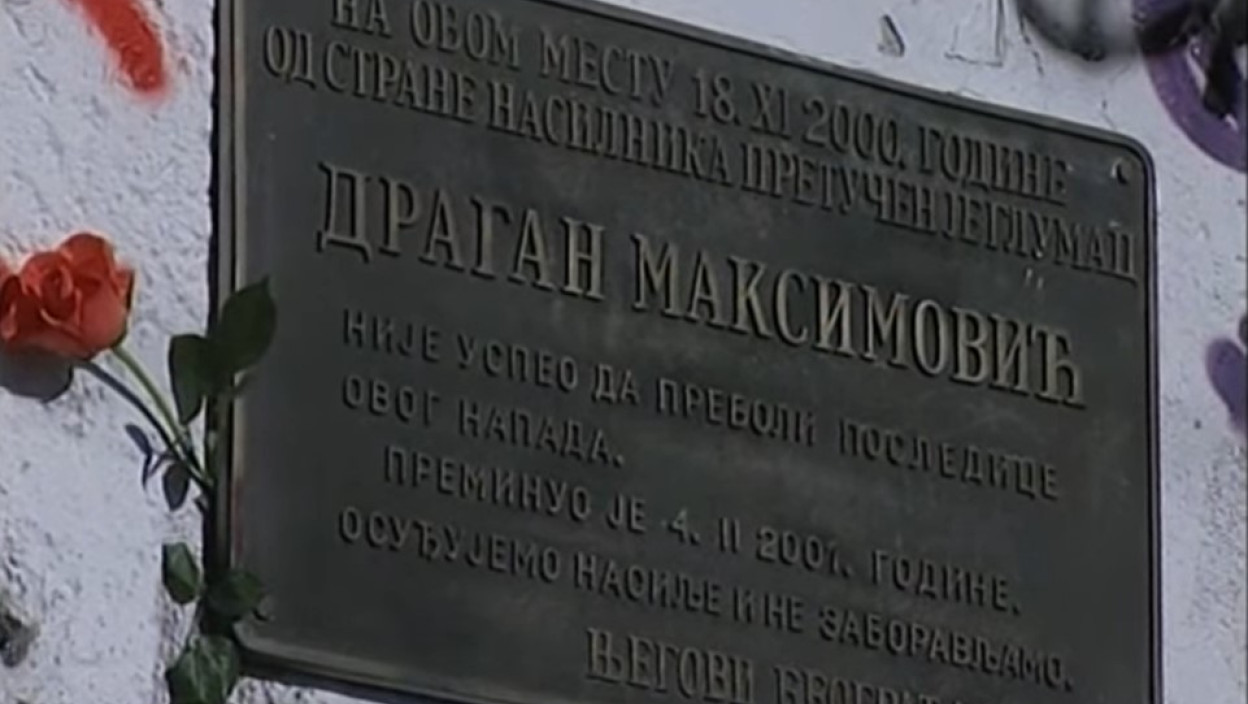 НА ОВОМ МЕСТУ 18. XI 2000. ГОДИНЕ
ОД СТРАНЕ НАСИЛНИКА ПРЕТУЧЕН ЈЕ ГЛУМАЦ
ДРАГАН МАКСИМОВИЋ
НИЈЕ УСПЕО ДА ПРЕБОЛИ ПОСЛЕДИЦЕ
ОВОГ НАПАДА.
ПРЕМИНУО ЈЕ 4. II 2001. ГОДИНЕ.
ОСУЂУЈЕМО НАСИЉЕ И НЕ ЗАБОРАВЉАМО.
ЊЕГОВИ